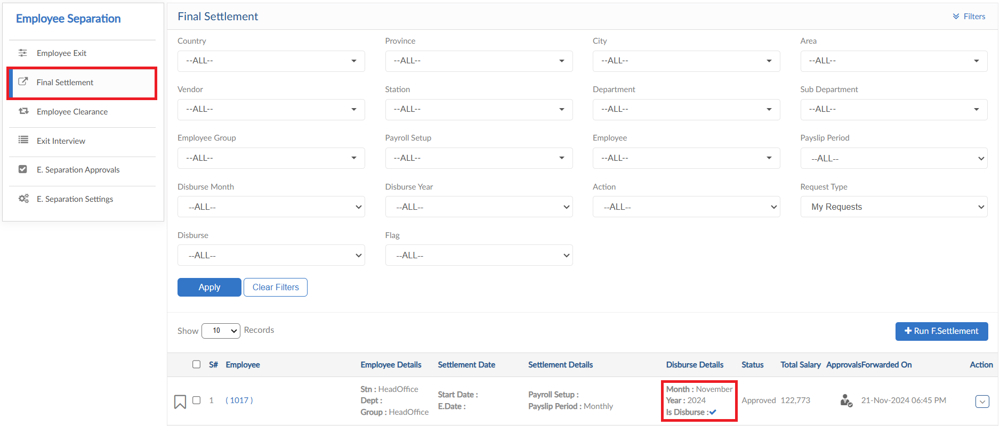 Employee Separation
Employee Exit
Final Settlement
Employee Clearance
Exit Interview
E. Separation Approvals
E. Separation Settings
Final Settlement
Filters
Country
Province
City
Area
--ALL--
--ALL--
--ALL--
--ALL--
Vendor
Station
Department
Sub Department
--ALL--
--ALL--
--ALL--
--ALL--
Employee Group
Payroll Setup
Employee
Payslip Period
--ALL--
--ALL--
--ALL--
--ALL--
Disburse Month
Disburse Year
Action
Request Type
--ALL--
--ALL--
--ALL--
My Requests
Disburse
Flag
--ALL--
--ALL--
Apply
Clear Filters
Show 10 Records
Run F.Settlement
S# Employee Employee Details Settlement Date Settlement Details Disburse Details Status Total Salary Approvals Forwarded On Action
1
( 1017 )
Stn : HeadOffice
Dept :
Group : HeadOffice
Start Date :
E.Date :
Payroll Setup :
Payslip Period : Monthly
Month : November
Year : 2024
Is Disburse :
Approved
122,773
21-Nov-2024 06:45 PM